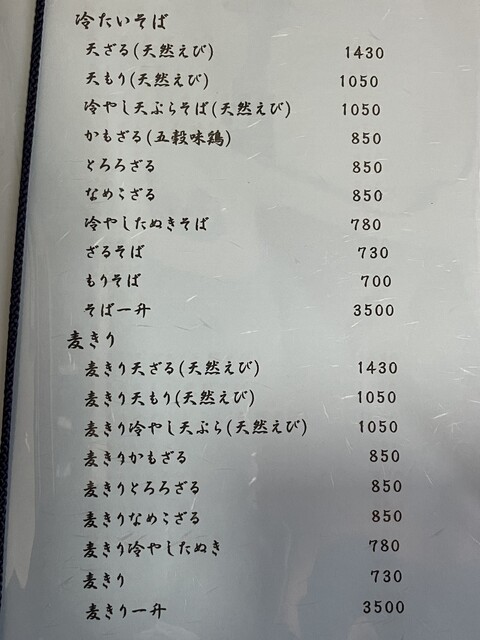 冷たいそば
天ざる(天然えび) 1430
天もり(天然えび) 1050
冷やし天ぷらそば(天然えび) 1050
かもざる(五穀味鶏) 850
とろろざる 850
なめこざる 850
冷やしたぬきそば 780
ざるそば 730
もりそば 700
そば一升 3500
麦きり
麦きり天ざる(天然えび) 1430
麦きり天もり(天然えび) 1050
麦きり冷やし天ぷら(天然えび) 1050
麦きりかもざる 850
麦きりとろろざる 850
麦きりなめこざる 850
麦きり冷やしたぬき 780
麦きり 730
麦きり一升 3500